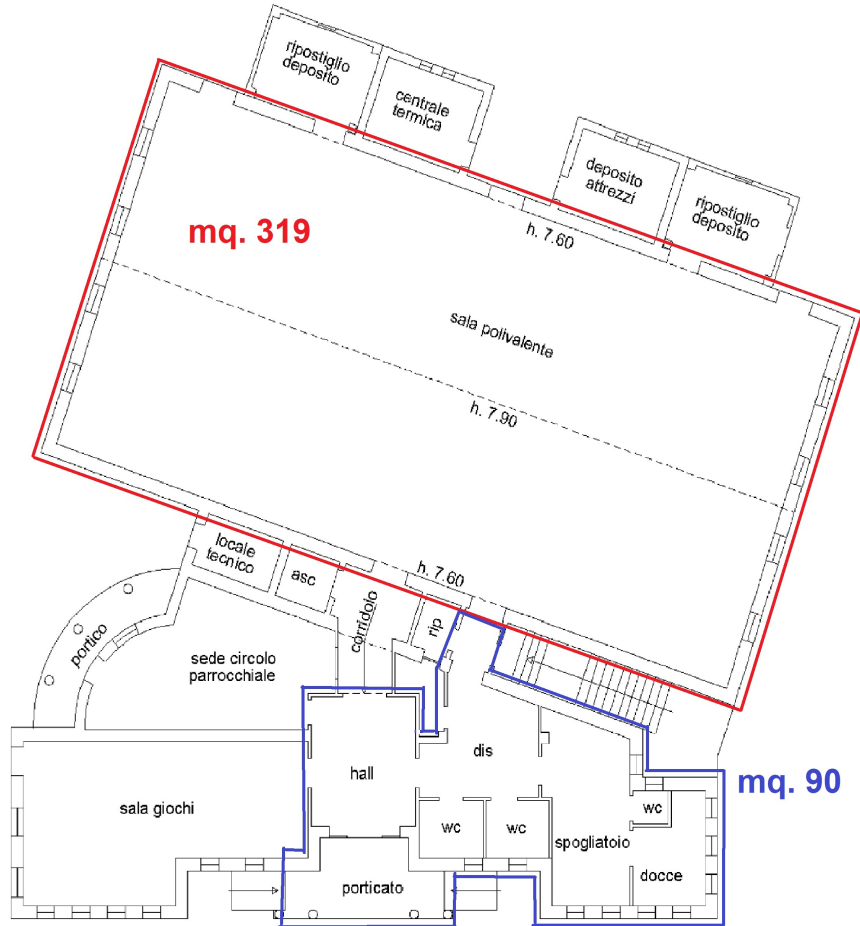 ripostiglio
deposito
centrale
termica
deposito
attrezzi
ripostiglio
deposito
mq. 319
h. 7.60
sala polivalente
h. 7.90
h. 7.60
locale
tecnico
asc
corridoio
rip
portico
sede circolo
parrocchiale
hall
dis
mq. 90
sala giochi
wc
wc
wc
spogliatoio
docce
porticato